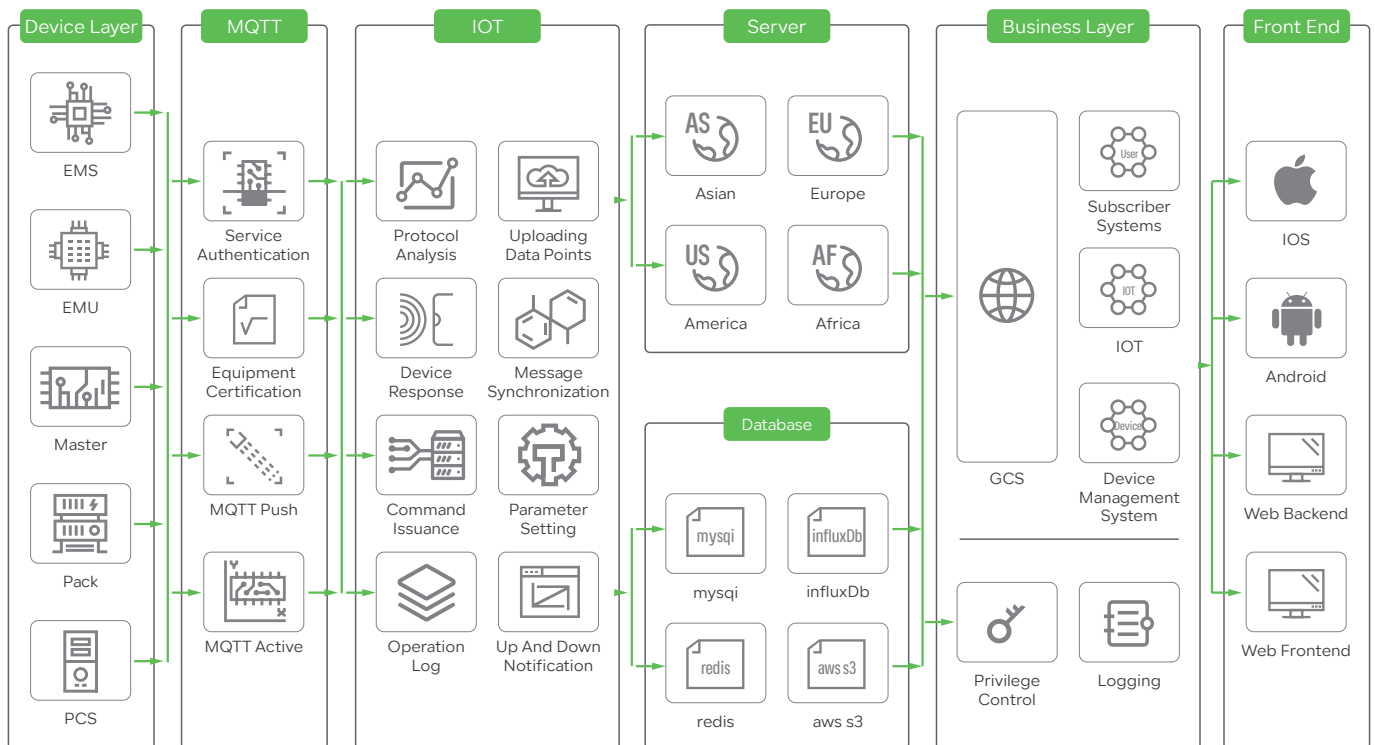 Device Layer
EMS
EMU
Master
Pack
PCS
MQTT
Service
Authentication
Equipment
Certification
MQTT Push
Y
X
MQTT Active
IOT
Protocol
Analysis
Uploading
Data Points
Device
Response
Message
Synchronization
Command
Issuance
Parameter
Setting
Operation
Log
Up And Down
Notification
Server
AS
Asian
EU
Europe
US
America
AF
Africa
Database
mysqi
mysqi
influxDb
influxDb
redis
redis
aws s3
aws s3
Business Layer
GCS
User
Subscriber
Systems
IOT
IOT
Device
Device
Management
System
Privilege
Control
Logging
Front End
IOS
Android
Web Backend
Web Frontend